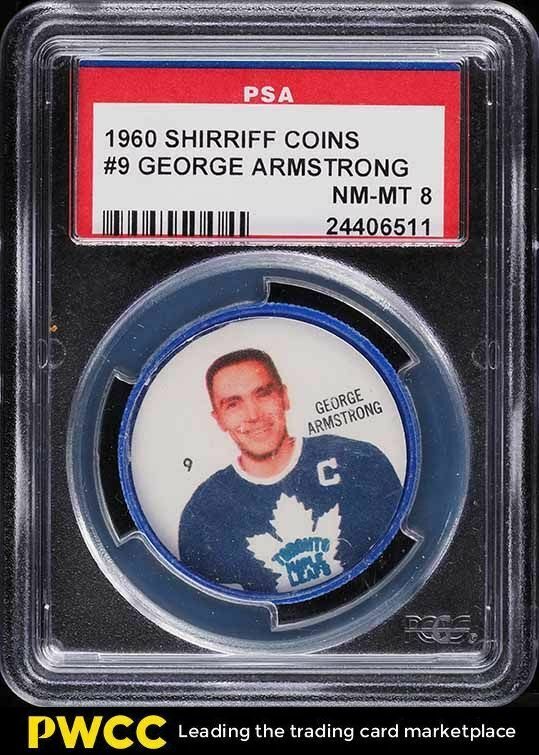 PSA
1960 SHIRRIFF COINS
#9 GEORGE ARMSTRONG
NM-MT 8
24406511
GEORGE
ARMSTRONG
9
C
TORONTO
MAPLE
LEAFS
PCGS
PWCC Leading the trading card marketplace